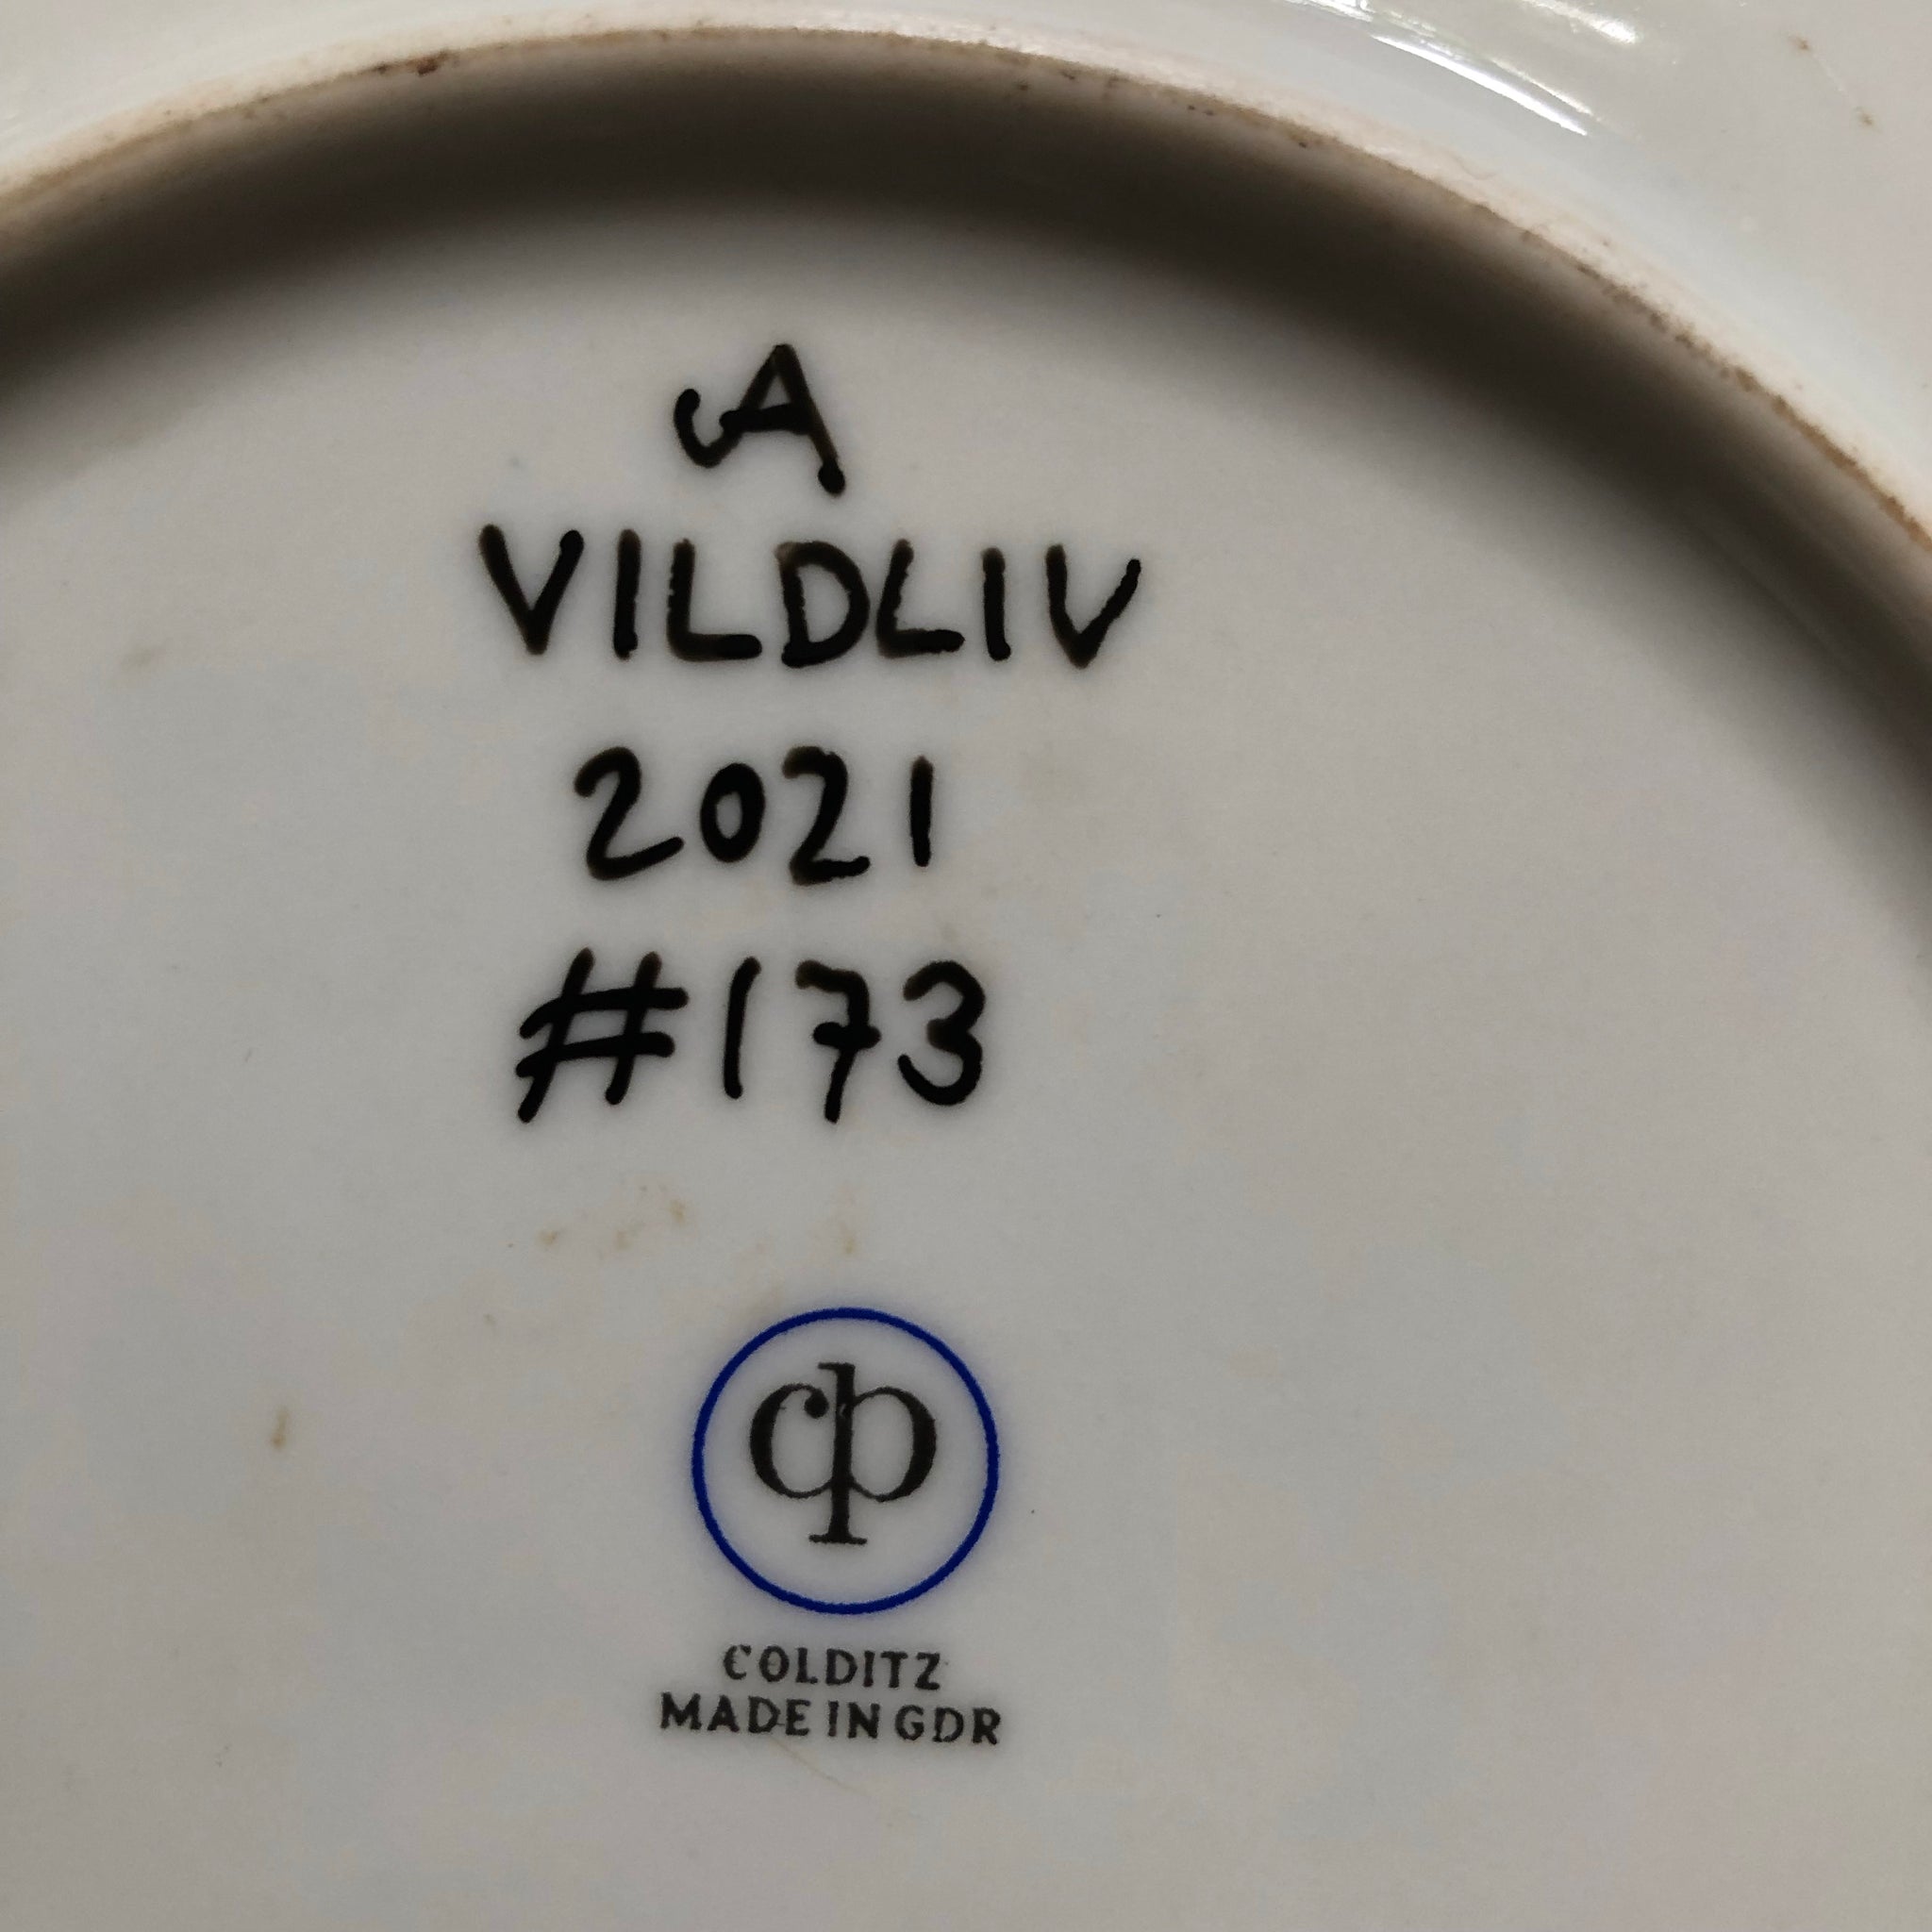 A
VILDLIV
2021
#173
cp
COLDITZ
MADE IN GDR